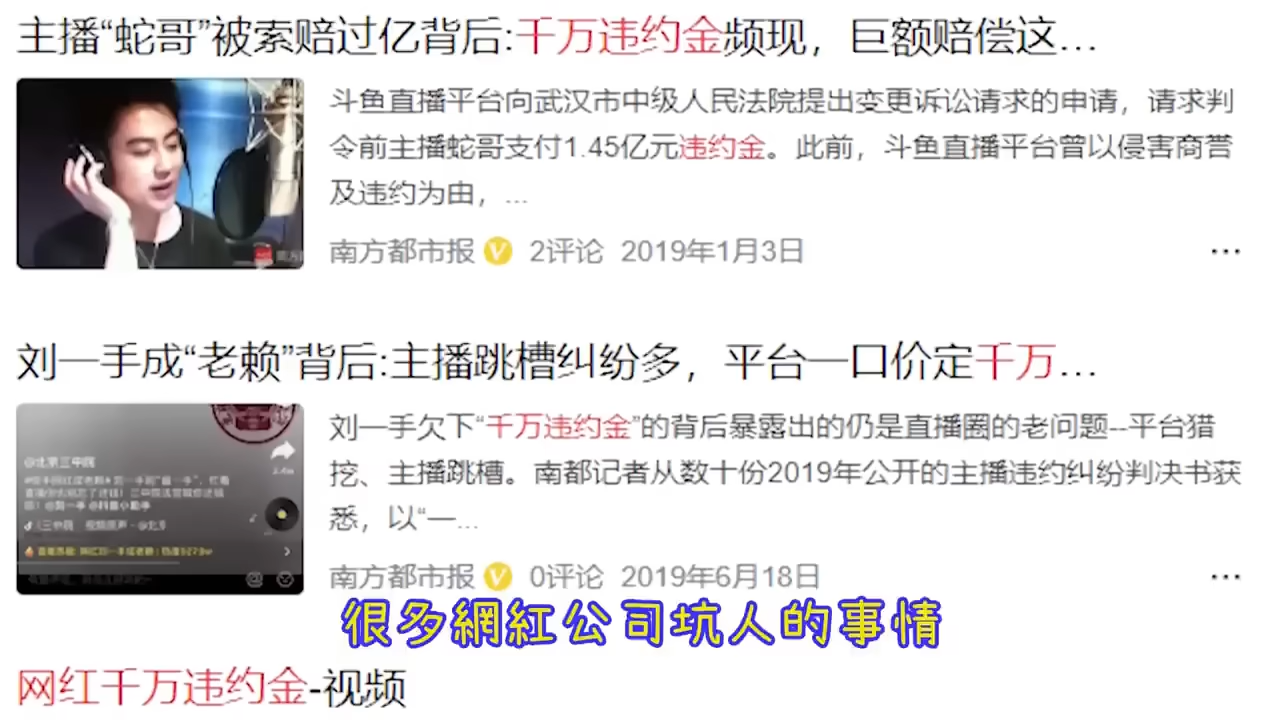 主播“蛇哥”被索赔过亿背后:千万违约金频现，巨额赔偿这...
斗鱼直播平台向武汉市中级人民法院提出变更诉讼请求的申请，请求判
令前主播蛇哥支付1.45亿元违约金。此前，斗鱼直播平台曾以侵害商誉
及违约为由，...
南方都市报 V 2评论 2019年1月3日
刘一手成“老赖”背后:主播跳槽纠纷多，平台一口价定千万...
刘一手欠下“千万违约金”的背后暴露出的仍是直播圈的老问题--平台猎
挖、主播跳槽。南都记者从数十份2019年公开的主播违约纠纷判决书获
悉，以“一...
@北京三中院
南方都市报 V 0评论 2019年6月18日
很多網紅公司坑人的事情
网红千万违约金-视频